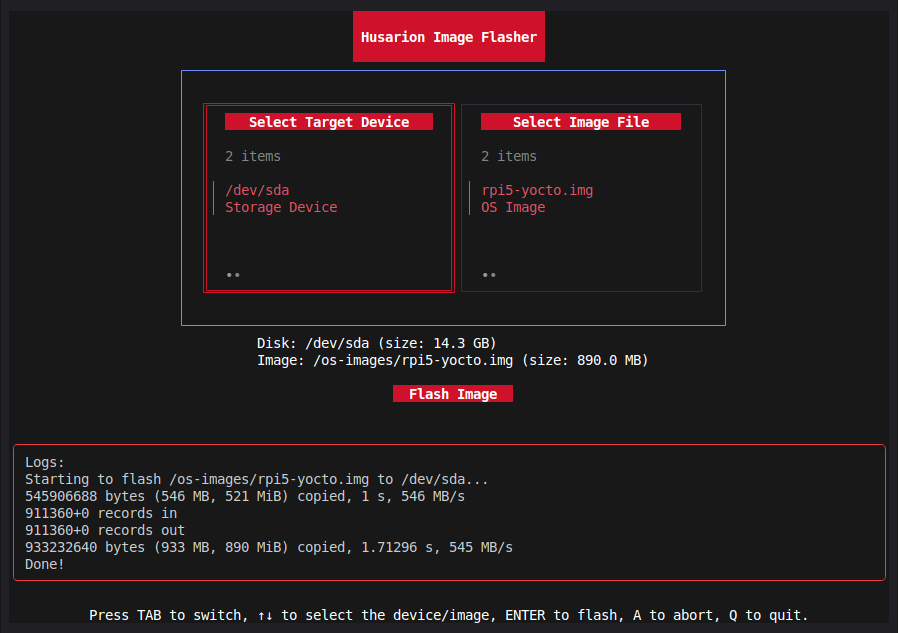 Husarion Image Flasher
Select Target Device
2 items
/dev/sda
Storage Device
••
Select Image File
2 items
rpi5-yocto.img
OS Image
••
Disk: /dev/sda (size: 14.3 GB)
Image: /os-images/rpi5-yocto.img (size: 890.0 MB)
Flash Image
Logs:
Starting to flash /os-images/rpi5-yocto.img to /dev/sda...
545906688 bytes (546 MB, 521 MiB) copied, 1 s, 546 MB/s
911360+0 records in
911360+0 records out
933232640 bytes (933 MB, 890 MiB) copied, 1.71296 s, 545 MB/s
Done!
Press TAB to switch, ↑↓ to select the device/image, ENTER to flash, A to abort, Q to quit.